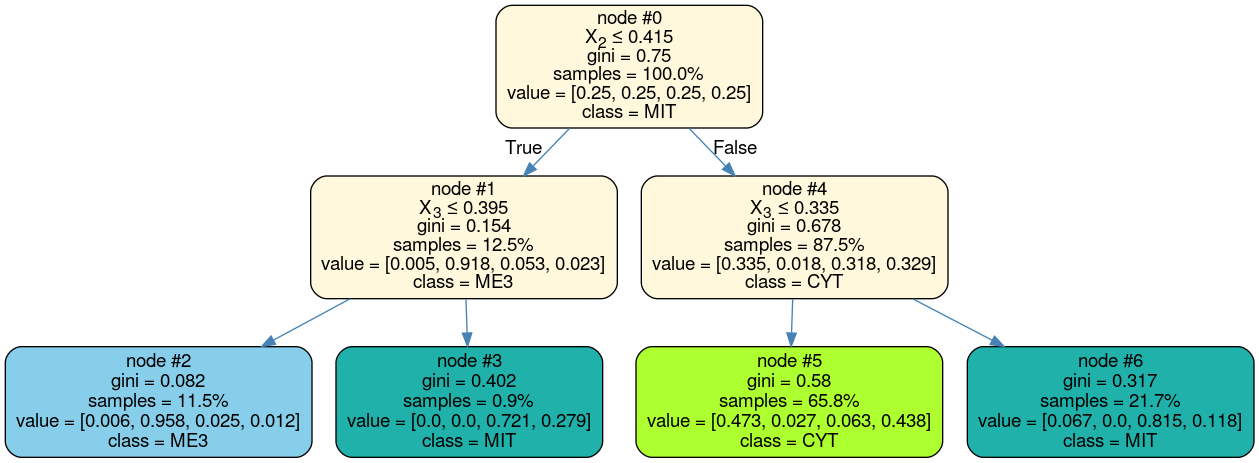 node #0
X2 ≤ 0.415
gini = 0.75
samples = 100.0%
value = [0.25, 0.25, 0.25, 0.25]
class = MIT
True
False
node #1
X3 ≤ 0.395
gini = 0.154
samples = 12.5%
value = [0.005, 0.918, 0.053, 0.023]
class = ME3
node #4
X3 ≤ 0.335
gini = 0.678
samples = 87.5%
value = [0.335, 0.018, 0.318, 0.329]
class = CYT
node #2
gini = 0.082
samples = 11.5%
value = [0.006, 0.958, 0.025, 0.012]
class = ME3
node #3
gini = 0.402
samples = 0.9%
value = [0.0, 0.0, 0.721, 0.279]
class = MIT
node #5
gini = 0.58
samples = 65.8%
value = [0.473, 0.027, 0.063, 0.438]
class = CYT
node #6
gini = 0.317
samples = 21.7%
value = [0.067, 0.0, 0.815, 0.118]
class = MIT